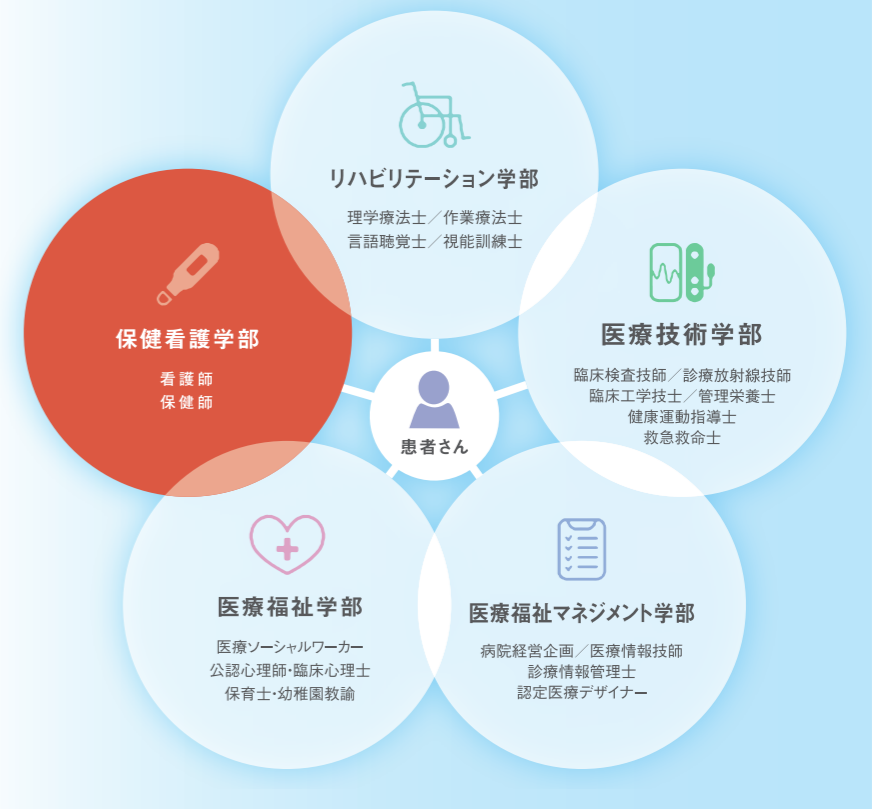 リハビリテーション学部
理学療法士／作業療法士
言語聴覚士／視能訓練士
保健看護学部
看護師
保健師
医療技術学部
臨床検査技師／診療放射線技師
臨床工学技士／管理栄養士
健康運動指導士
救急救命士
患者さん
医療福祉学部
医療ソーシャルワーカー
公認心理師・臨床心理士
保育士・幼稚園教諭
医療福祉マネジメント学部
病院経営企画／医療情報技師
診療情報管理士
認定医療デザイナー